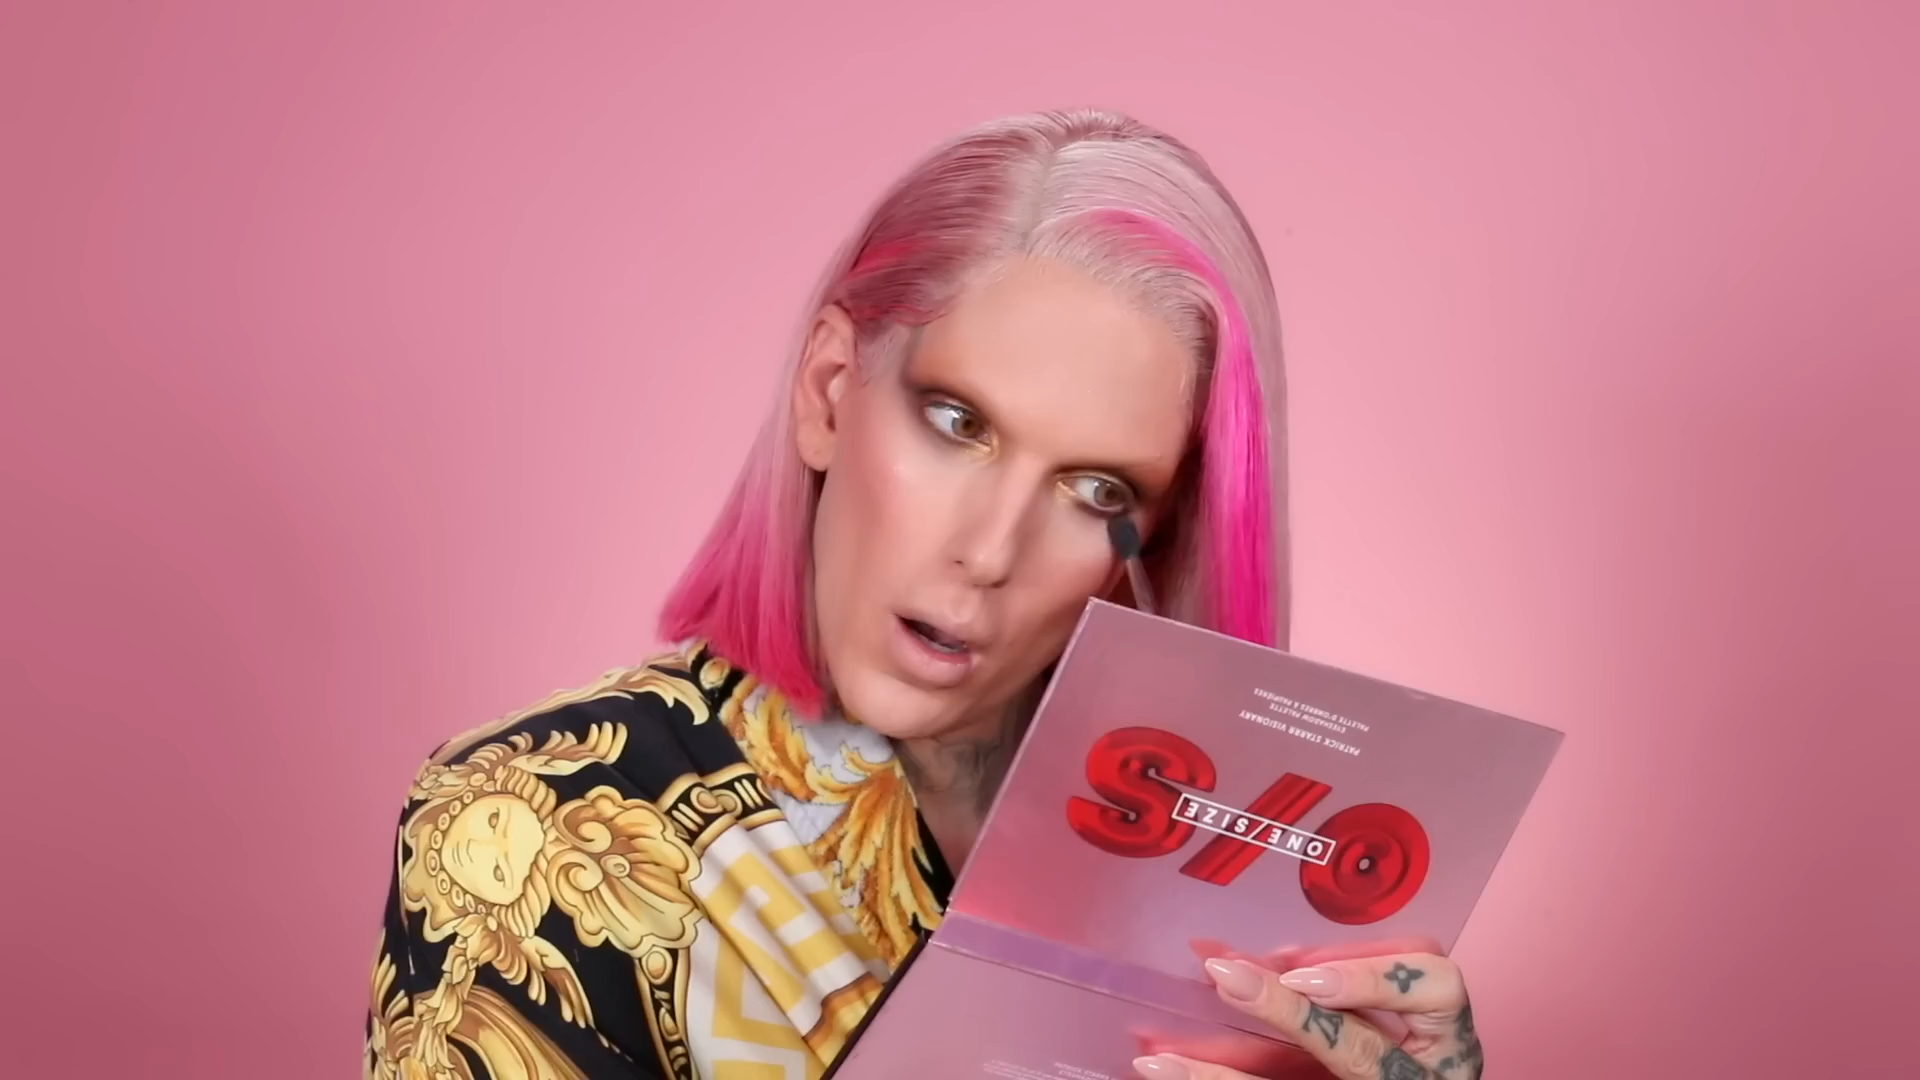 O/S
ONE/SIZE
PATRICK STARRR VISIONARY
EYESHADOW PALETTE
PALETTE D'OMBRES À PAUPIÈRES